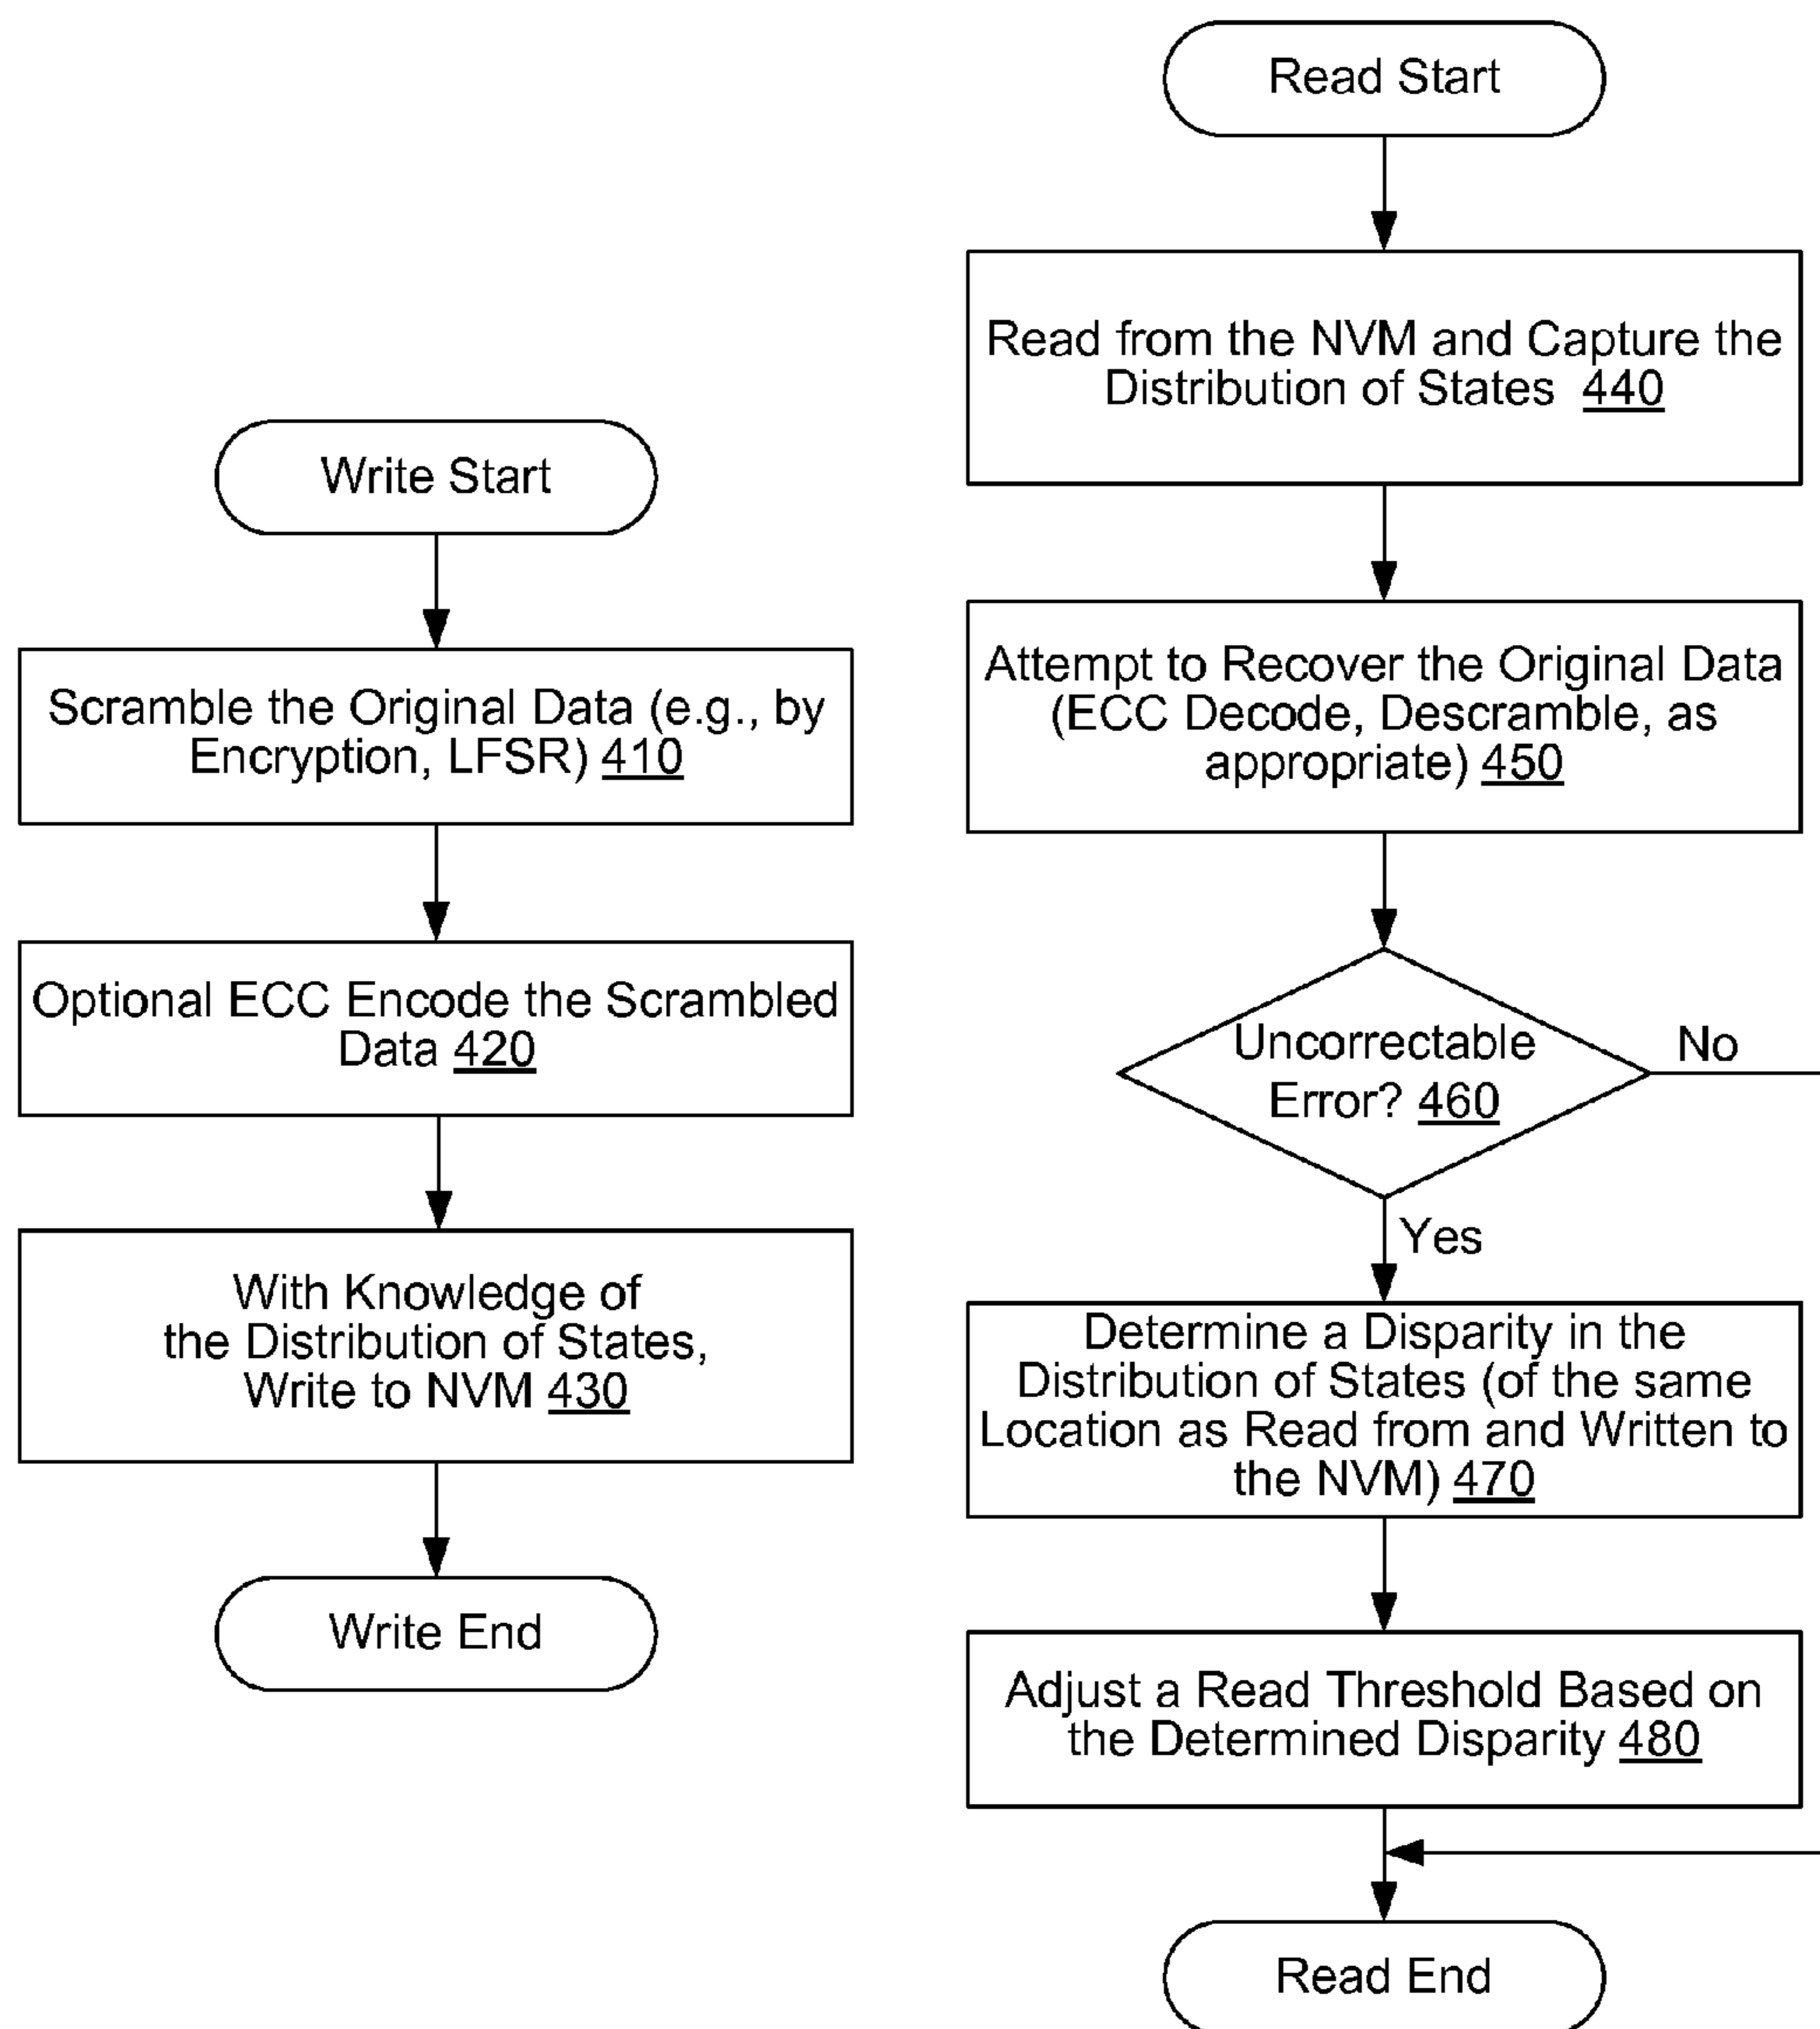 Write Start
Scramble the Original Data (e.g., by
Encryption, LFSR) 410
Optional ECC Encode the Scrambled
Data 420
With Knowledge of
the Distribution of States,
Write to NVM 430
Write End
Read Start
Read from the NVM and Capture the
Distribution of States 440
Attempt to Recover the Original Data
(ECC Decode, Descramble, as
appropriate) 450
Uncorrectable
Error? 460
No
Yes
Determine a Disparity in the
Distribution of States (of the same
Location as Read from and Written to
the NVM) 470
Adjust a Read Threshold Based on
the Determined Disparity 480
Read End